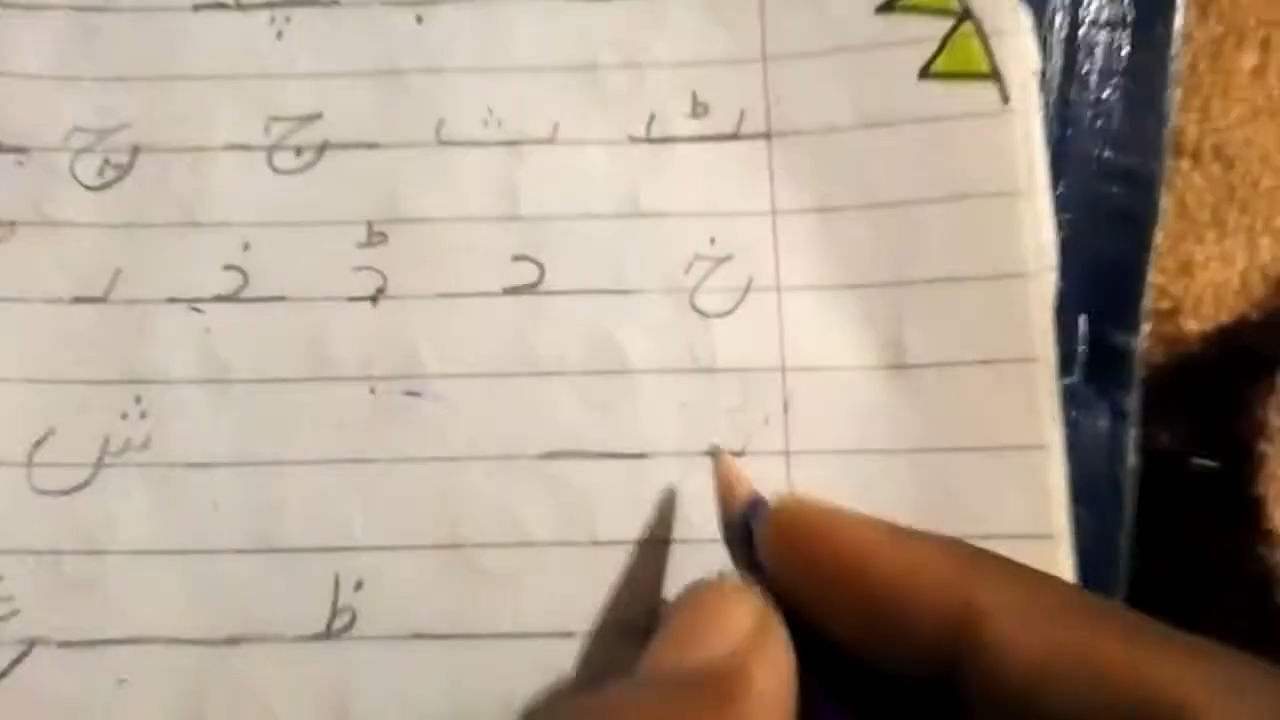 ٹ ث ج چ
خ د ڈ ذ ر
ش
ظ